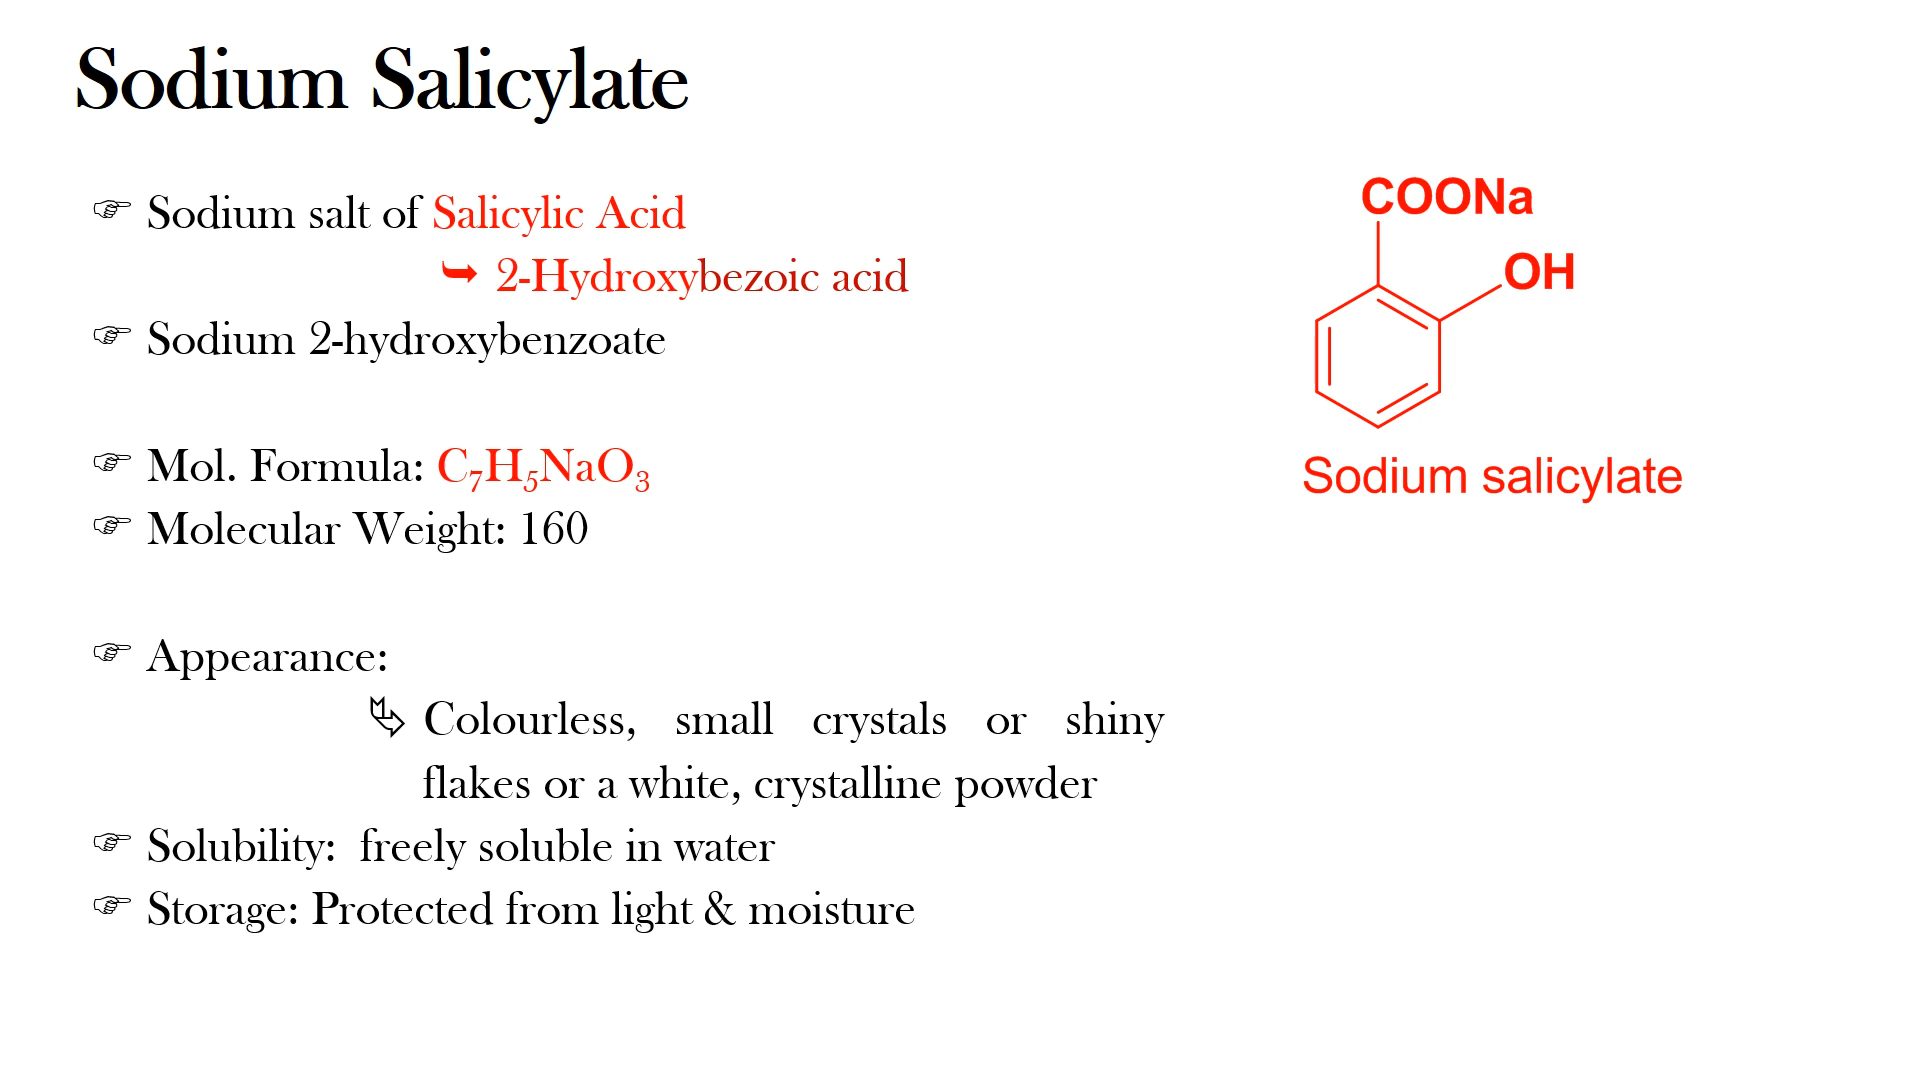 Sodium Salicylate
☞ Sodium salt of Salicylic Acid
➥ 2-Hydroxybezoic acid
☞ Sodium 2-hydroxybenzoate
☞ Mol. Formula: C₇H₅NaO₃
☞ Molecular Weight: 160
☞ Appearance:
Colourless, small crystals or shiny
flakes or a white, crystalline powder
☞ Solubility: freely soluble in water
☞ Storage: Protected from light & moisture
COONa
OH
Sodium salicylate